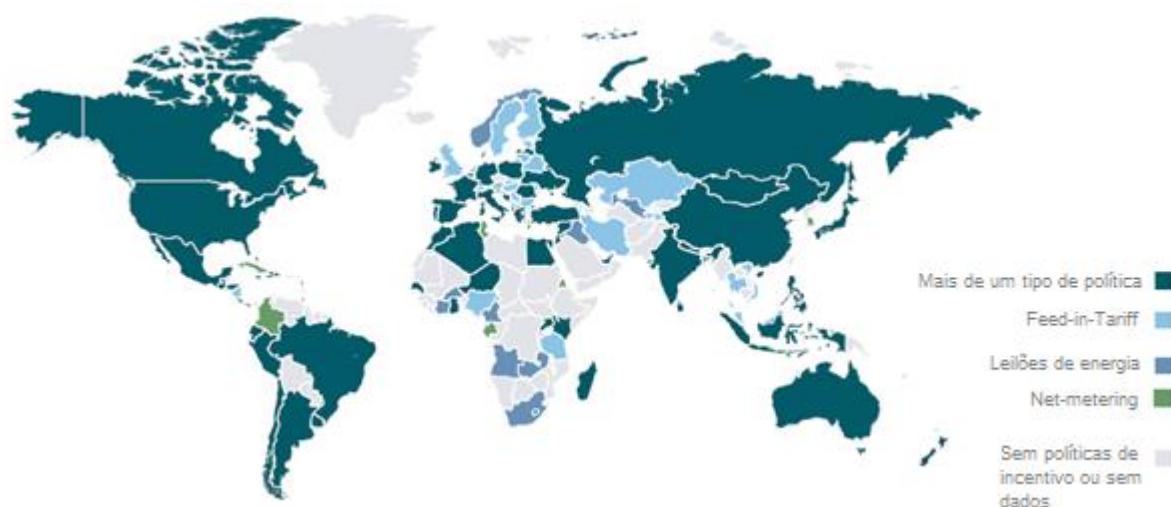 Mais de um tipo de política
Feed-in-Tariff
Leilões de energia
Net-metering
Sem políticas de
incentivo ou sem
dados